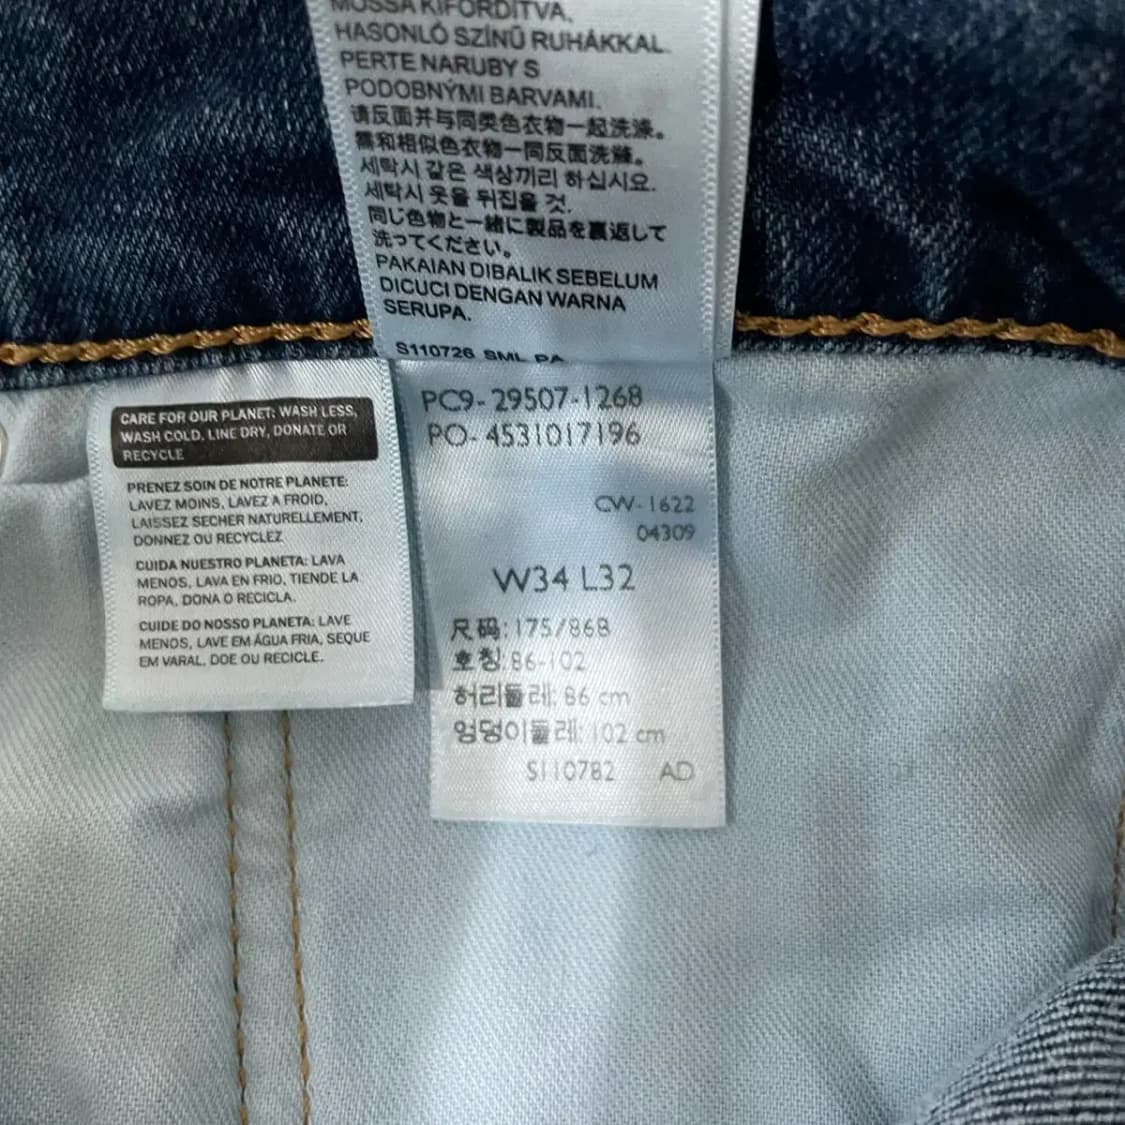 MOSSA KIFORDÍTVA,
HASONLÓ SZÍNŰ RUHÁKKAL.
PERTE NARUBY S
PODOBNÝMI BARVAMI.
请反面并与同类色衣物一起洗涤。
需和相似色衣物一同反面洗滌。
세탁시 같은 색상끼리 하십시요.
세탁시 옷을 뒤집을 것.
同じ色物と一緒に製品を裏返して
洗ってください。
PAKAIAN DIBALIK SEBELUM
DICUCI DENGAN WARNA
SERUPA.
S110726 SML PA
CARE FOR OUR PLANET: WASH LESS,
WASH COLD, LINE DRY, DONATE OR
RECYCLE
PRENEZ SOIN DE NOTRE PLANETE:
LAVEZ MOINS, LAVEZ A FROID,
LAISSEZ SECHER NATURELLEMENT,
DONNEZ OU RECYCLEZ
CUIDA NUESTRO PLANETA: LAVA
MENOS, LAVA EN FRIO, TIENDE LA
ROPA, DONA O RECICLA.
CUIDE DO NOSSO PLANETA: LAVE
MENOS, LAVE EM ÁGUA FRIA, SEQUE
EM VARAL, DOE OU RECICLE.
PC9-29507-1268
PO-4531017196
CW-1622
04309
W34 L32
尺码:175/86B
호칭:86-102
허리둘레: 86 cm
엉덩이둘레: 102 cm
S110782 AD